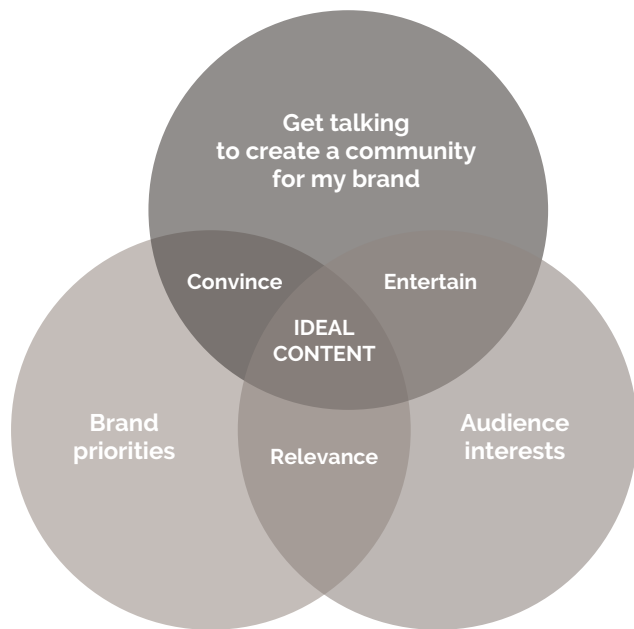 Get talking
to create a community
for my brand
Convince
Entertain
IDEAL
CONTENT
Brand
priorities
Audience
interests
Relevance